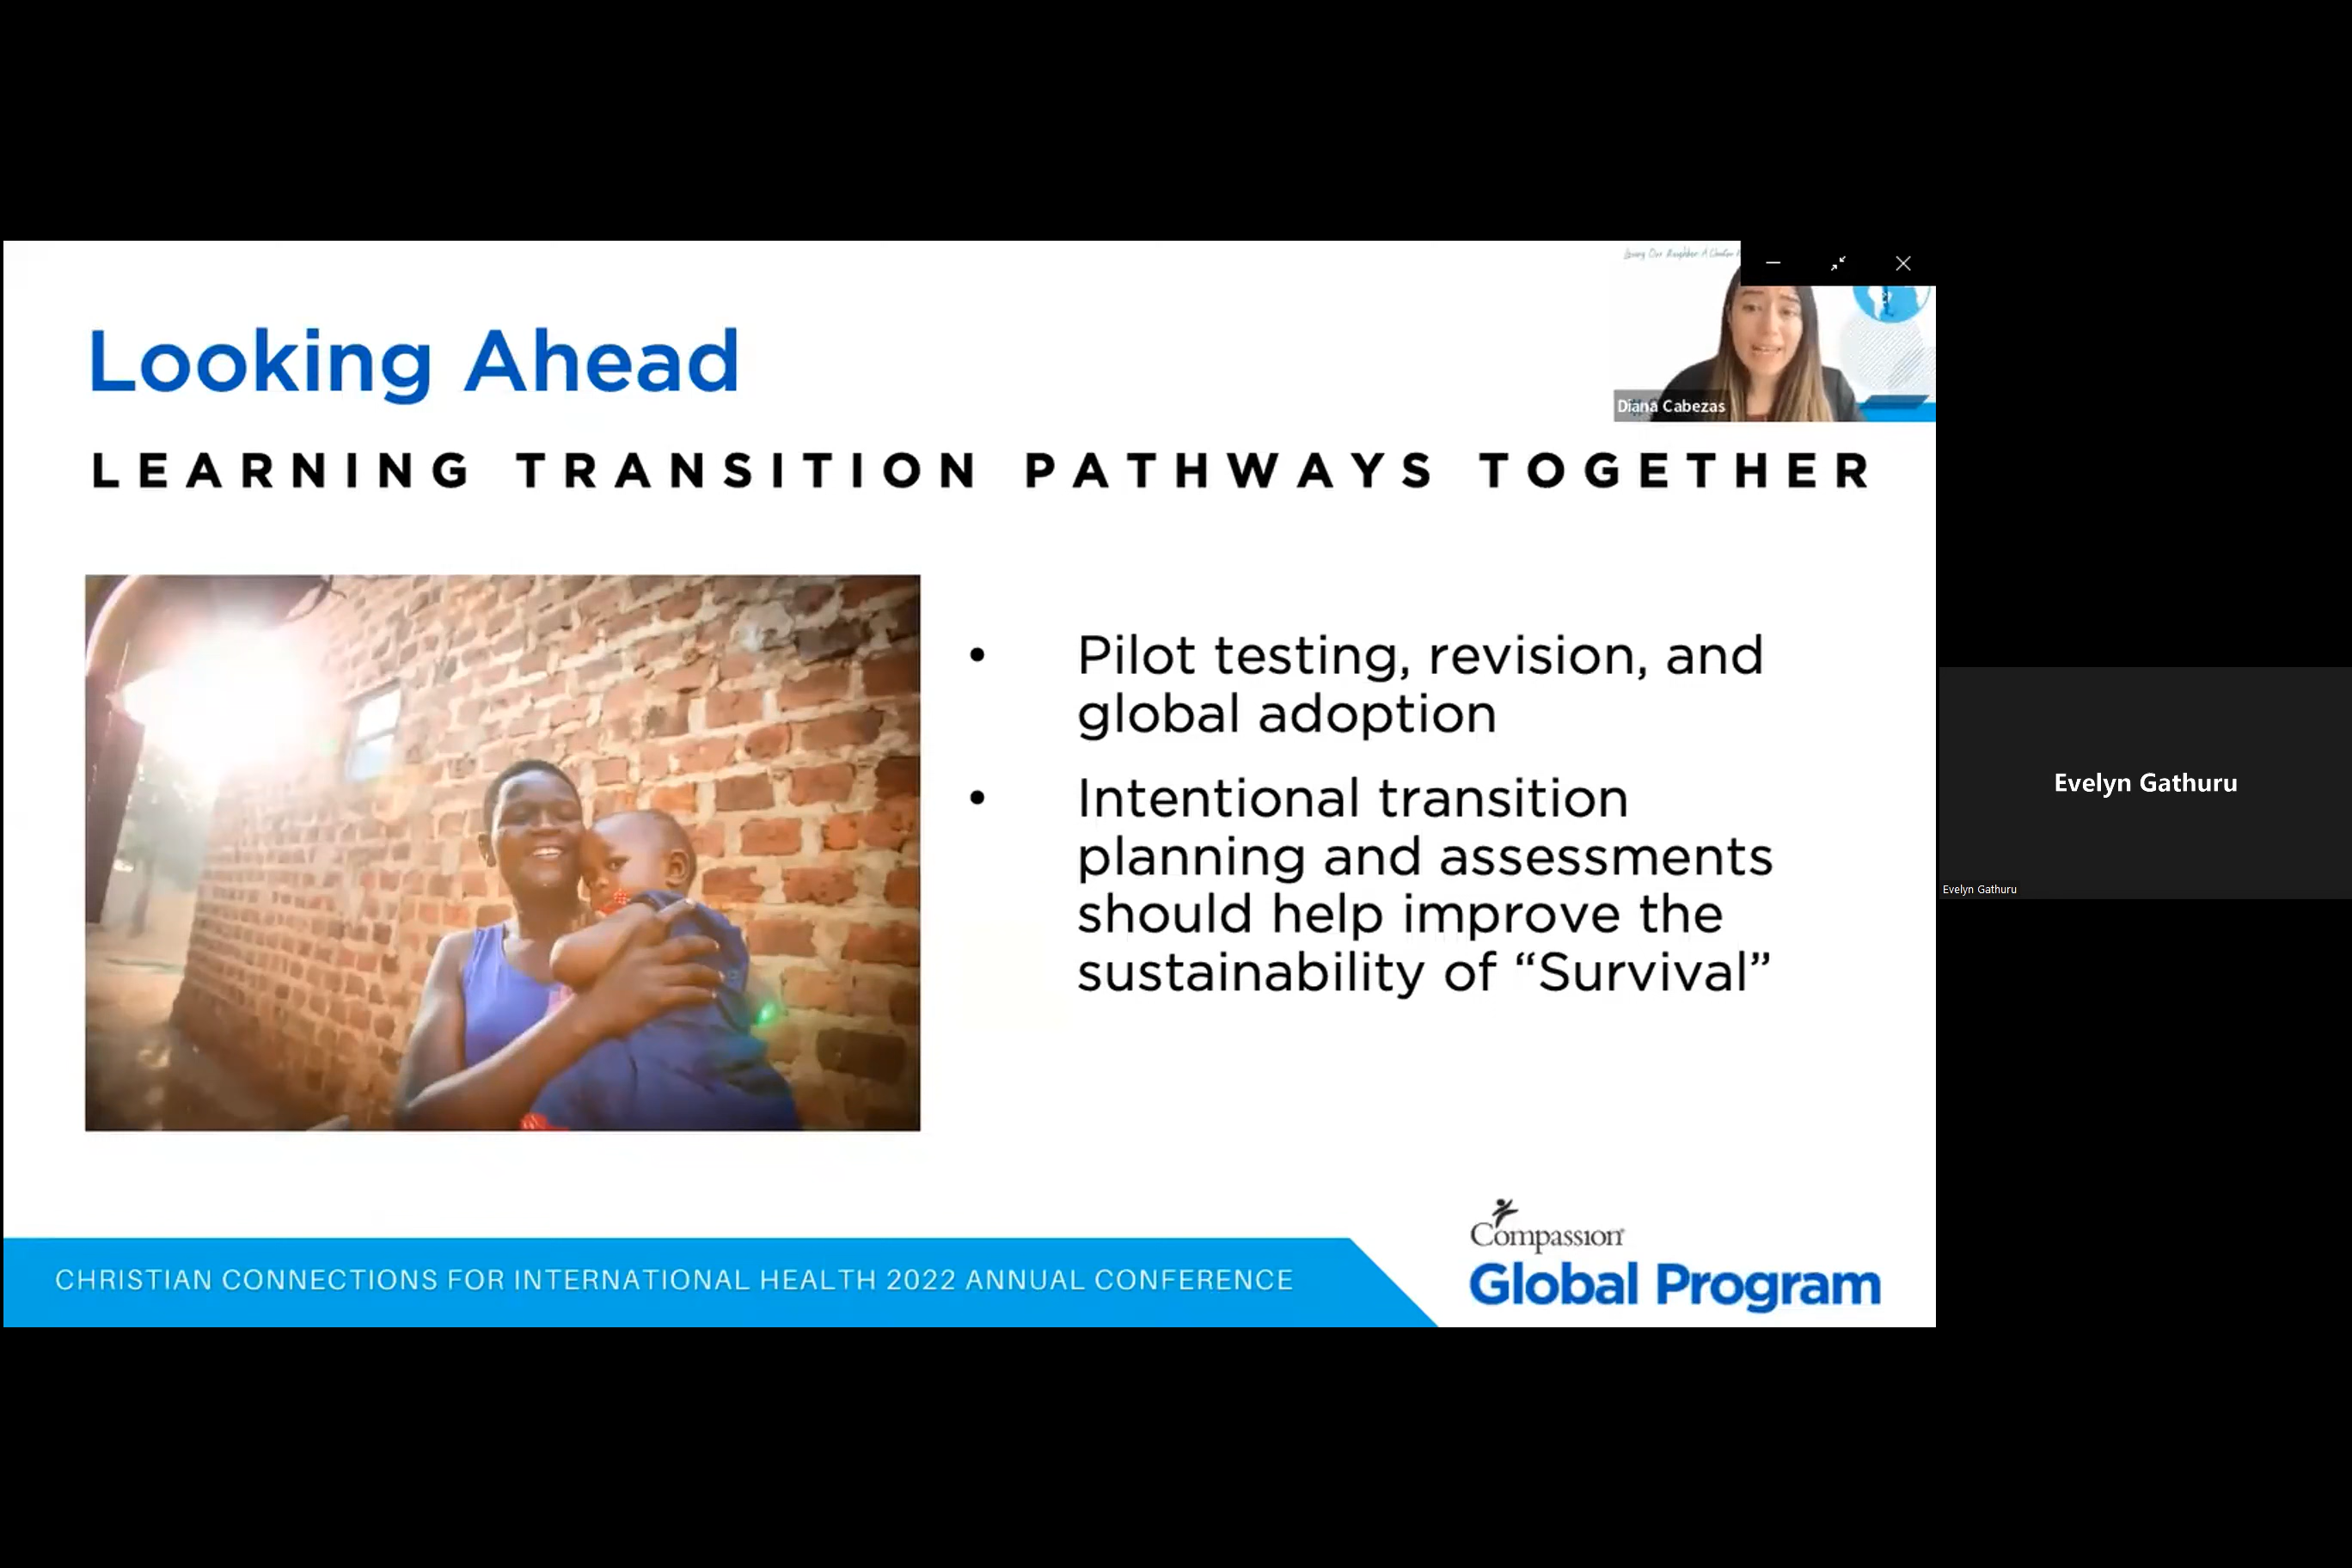 Looking Ahead
Diana Cabezas
LEARNING TRANSITION PATHWAYS TOGETHER
• Pilot testing, revision, and
global adoption
• Intentional transition
planning and assessments
should help improve the
sustainability of “Survival”
Evelyn Gathuru
Evelyn Gathuru
Compassion
Global Program
CHRISTIAN CONNECTIONS FOR INTERNATIONAL HEALTH 2022 ANNUAL CONFERENCE